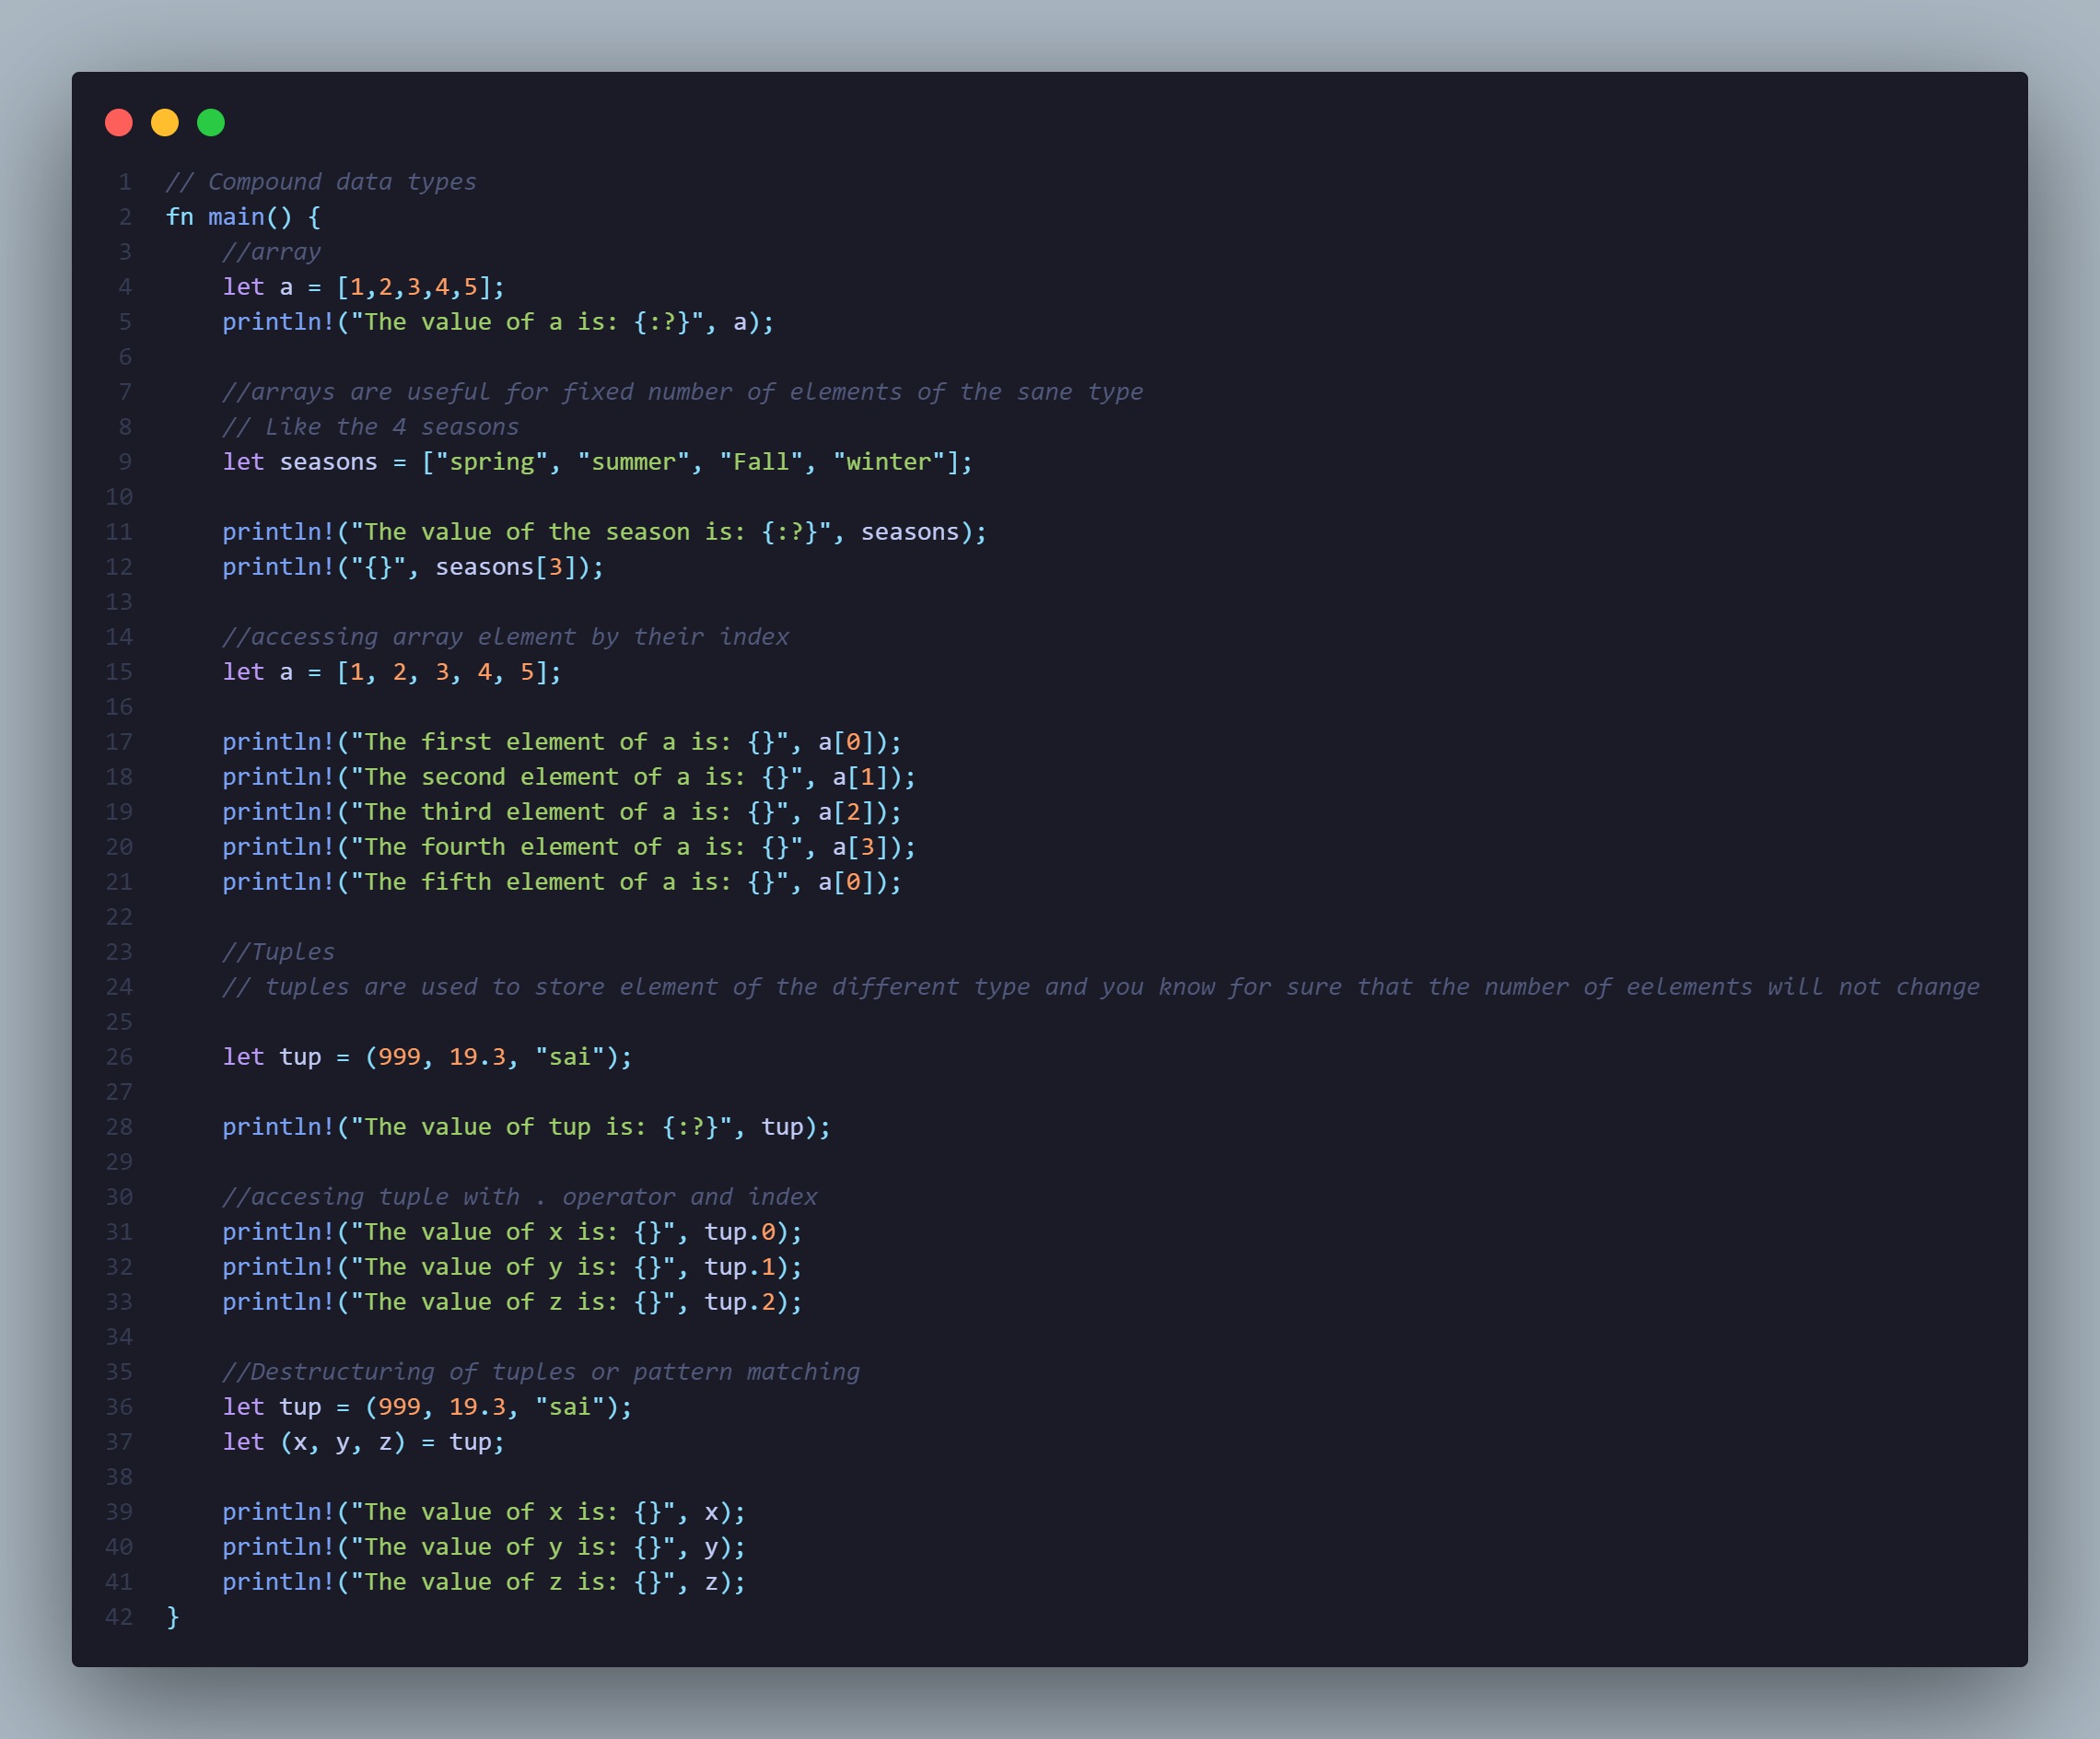 1 // Compound data types
2 fn main() {
3     //array
4     let a = [1,2,3,4,5];
5     println!("The value of a is: {:?}", a);
6
7     //arrays are useful for fixed number of elements of the sane type
8     // Like the 4 seasons
9     let seasons = ["spring", "summer", "Fall", "winter"];
10
11     println!("The value of the season is: {:?}", seasons);
12     println!("{}", seasons[3]);
13
14     //accessing array element by their index
15     let a = [1, 2, 3, 4, 5];
16
17     println!("The first element of a is: {}", a[0]);
18     println!("The second element of a is: {}", a[1]);
19     println!("The third element of a is: {}", a[2]);
20     println!("The fourth element of a is: {}", a[3]);
21     println!("The fifth element of a is: {}", a[0]);
22
23     //Tuples
24     // tuples are used to store element of the different type and you know for sure that the number of eelements will not change
25
26     let tup = (999, 19.3, "sai");
27
28     println!("The value of tup is: {:?}", tup);
29
30     //accesing tuple with . operator and index
31     println!("The value of x is: {}", tup.0);
32     println!("The value of y is: {}", tup.1);
33     println!("The value of z is: {}", tup.2);
34
35     //Destructuring of tuples or pattern matching
36     let tup = (999, 19.3, "sai");
37     let (x, y, z) = tup;
38
39     println!("The value of x is: {}", x);
40     println!("The value of y is: {}", y);
41     println!("The value of z is: {}", z);
42 }